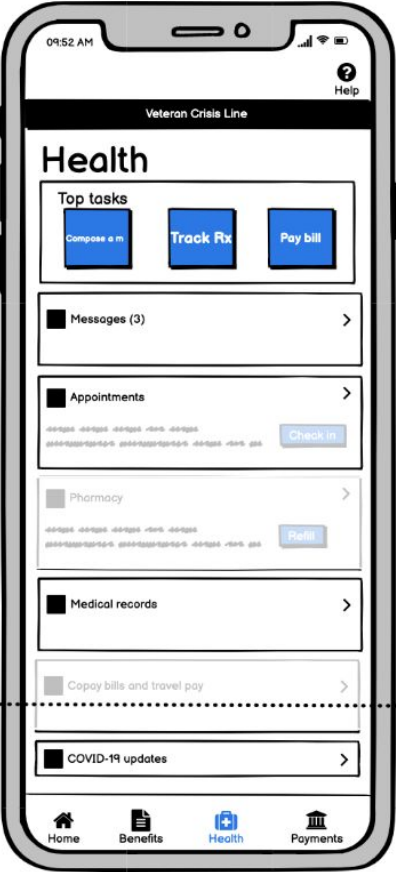 09:52 AM
Help
Veteran Crisis Line
Health
Top tasks
Compose a m
Track Rx
Pay bill
Messages (3)
Appointments
Check in
Pharmacy
Refill
Medical records
Copay bills and travel pay
COVID-19 updates
Home Benefits Health Payments